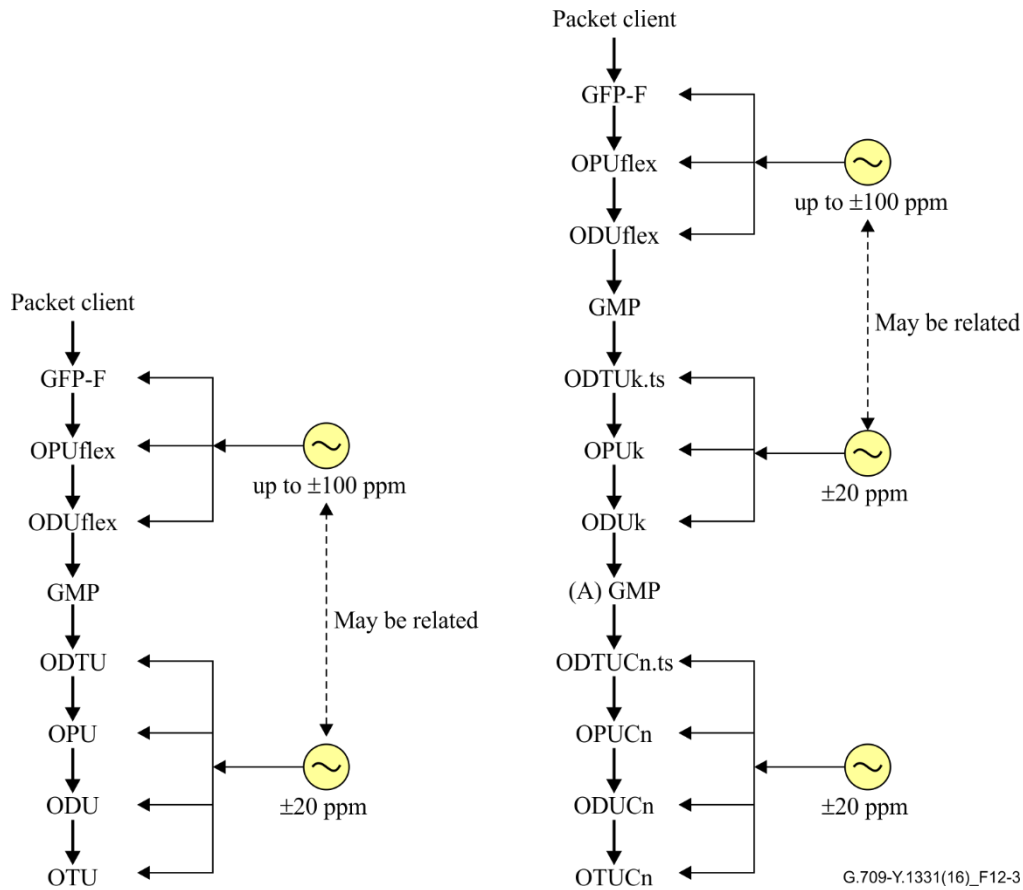 Packet client
GFP-F
OPUflex
ODUflex
up to ±100 ppm
GMP
May be related
ODTU
OPU
ODU
OTU
±20 ppm
Packet client
GFP-F
OPUflex
ODUflex
up to ±100 ppm
GMP
May be related
ODTUk.ts
OPUk
ODUk
±20 ppm
(A) GMP
ODTUCn.ts
OPUCn
ODUCn
OTUCn
±20 ppm
G.709-Y.1331(16)_F12-3